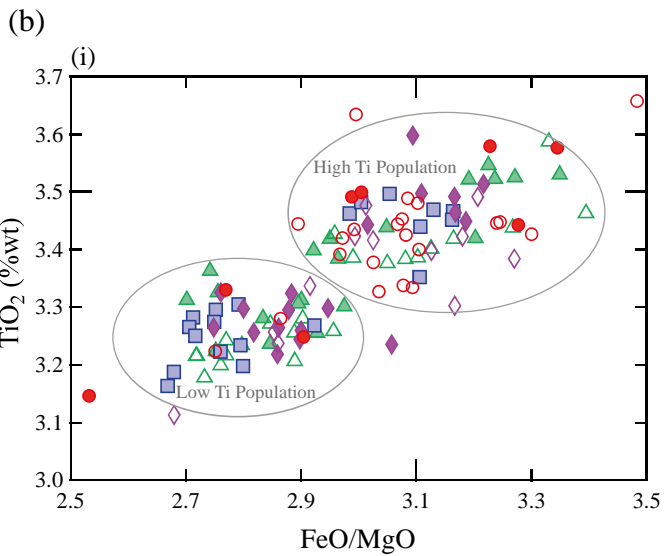 (b)
(i)
3.7
3.6
3.5
3.4
3.3
3.2
3.1
3.0
TiO2 (%wt)
High Ti Population
Low Ti Population
2.5 2.7 2.9 3.1 3.3 3.5
FeO/MgO